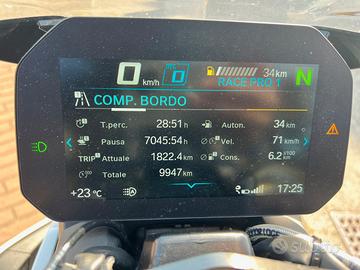 0 km/h 34 km N
RACE PRO 1
COMP. BORDO
T.perc. 28:51 h Auton. 34 km
Pausa 7045:54 h Vel. 71 km/h
TRIP Attuale 1822.4 km Cons. 6.2 l/100 km
Totale 9947 km
+23 °C 17:25
subito